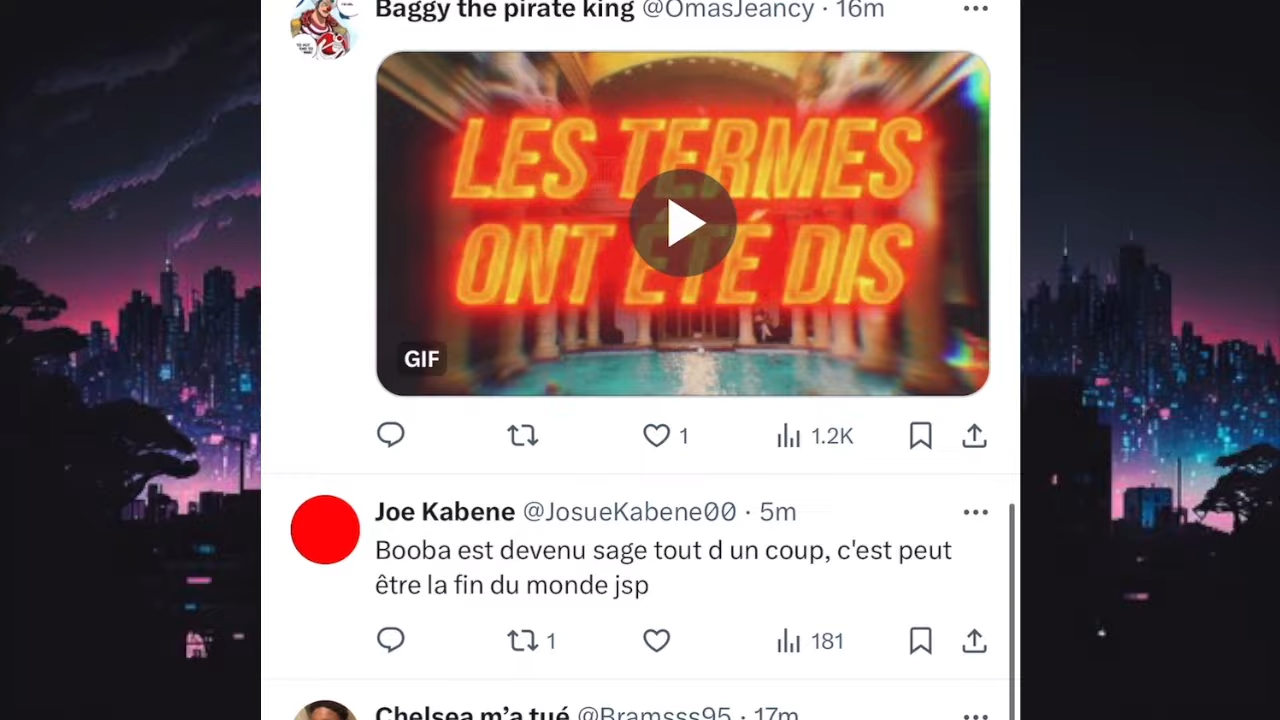 Baggy the pirate king @OmasJeancy · 16m
LES TERMES
ONT ÉTÉ DIS
GIF
1
1.2K
Joe Kabene @JosueKabene00 · 5m
Booba est devenu sage tout d un coup, c'est peut
être la fin du monde jsp
1
181
Chelsea m’a tué @Bramsss95 · 17m